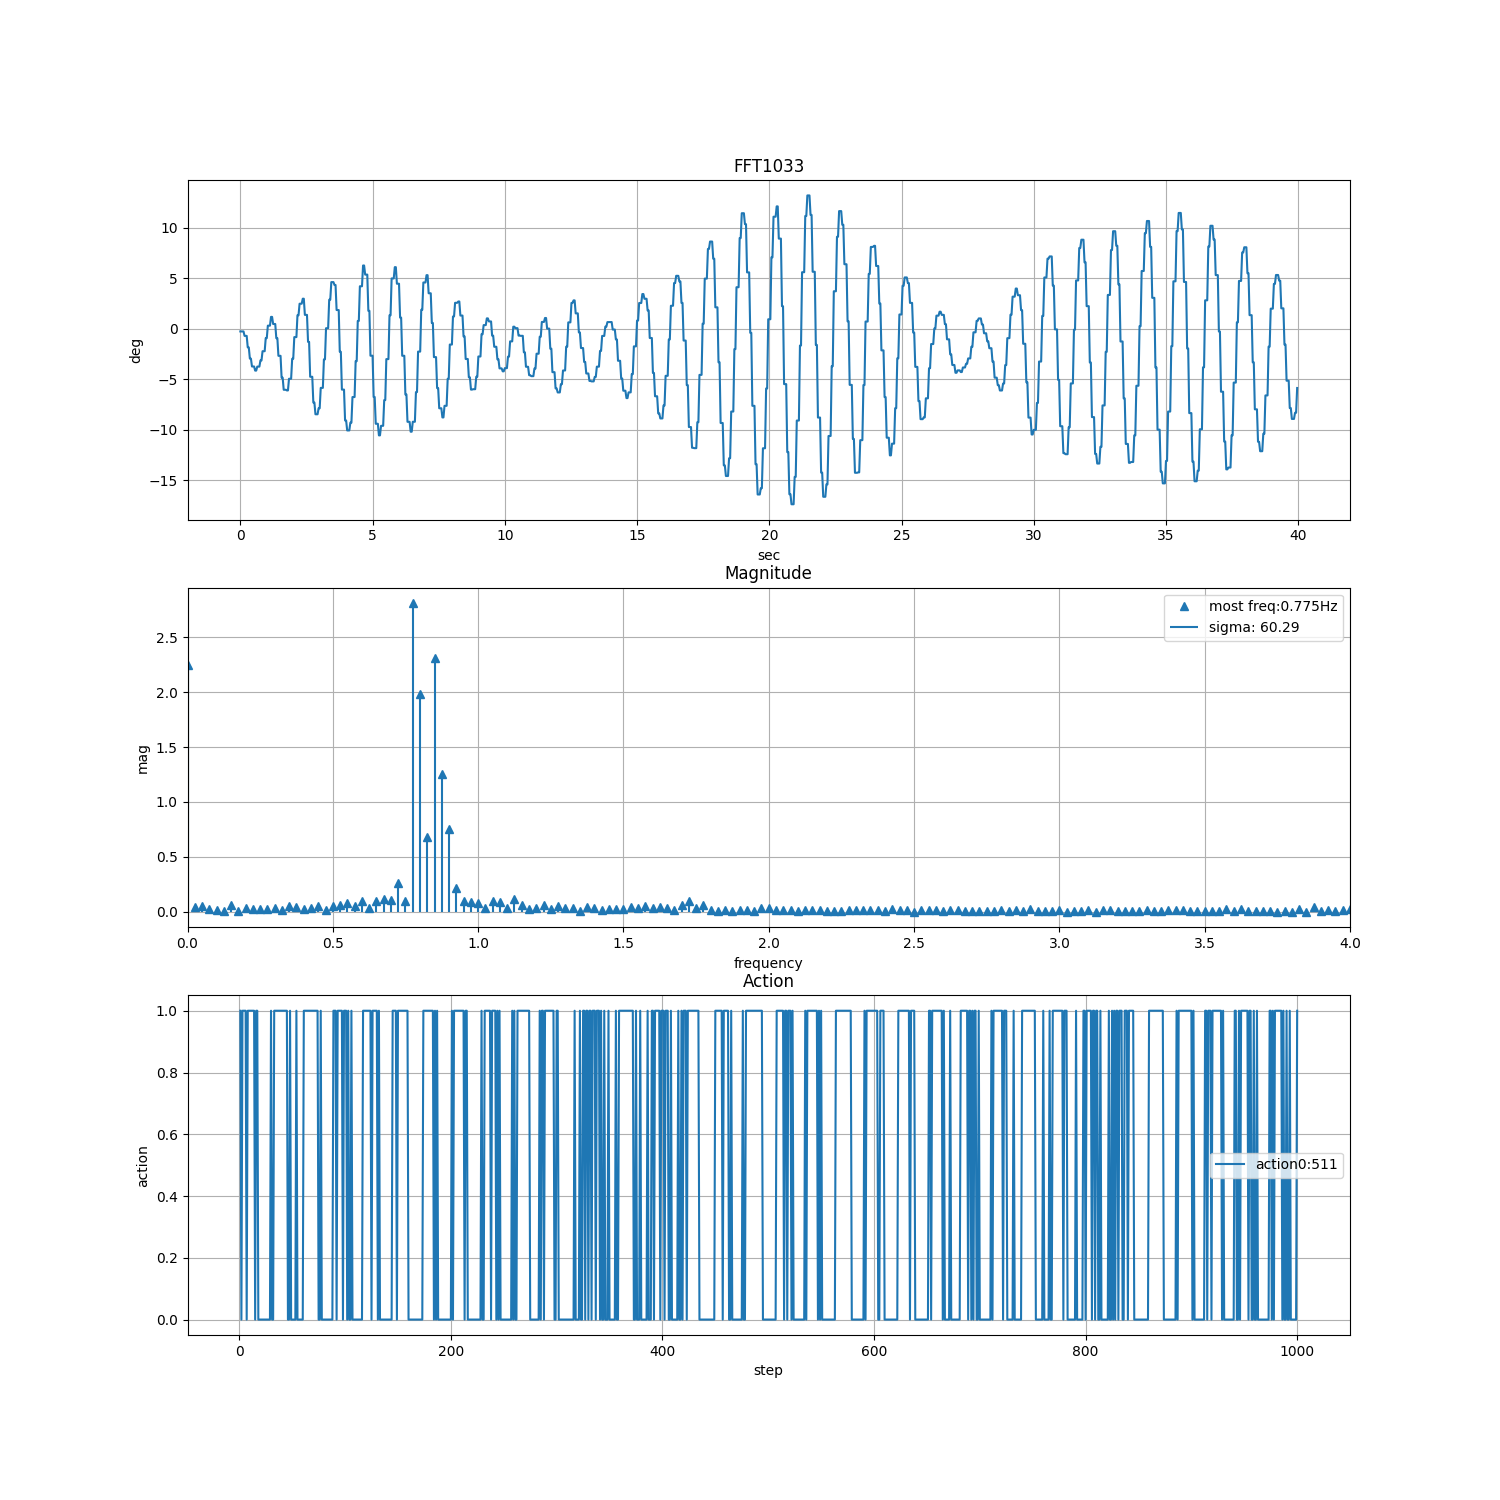 FFT1033
10
5
0
−5
−10
−15
deg
0 5 10 15 20 25 30 35 40
sec
Magnitude
most freq:0.775Hz
sigma: 60.29
2.5
2.0
1.5
1.0
0.5
0.0
mag
0.0 0.5 1.0 1.5 2.0 2.5 3.0 3.5 4.0
frequency
Action
1.0
0.8
0.6
0.4
0.2
0.0
action
action0:511
0 200 400 600 800 1000
step